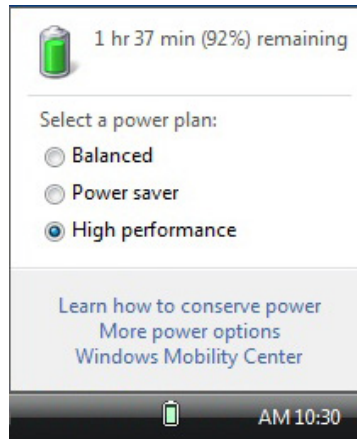 1 hr 37 min (92%) remaining
Select a power plan:
Balanced
Power saver
High performance
Learn how to conserve power
More power options
Windows Mobility Center
AM 10:30